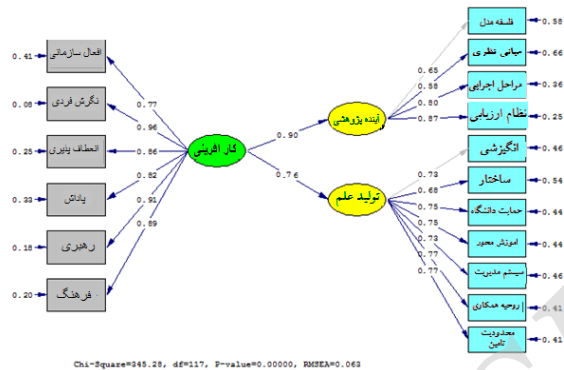 افعال سازمانی
0.41
نگرش فردی
0.08
انعطاف پذیری
0.25
پاداش
0.33
رهبری
0.18
فرهنگ
0.20
0.77
0.96
0.86
0.82
0.91
0.89
کار افرینی
0.90
0.76
آینده پژوهشی
تولید علم
0.65
0.58
0.80
0.87
0.73
0.68
0.75
0.75
0.73
0.77
0.77
فلسفه مدل
0.58
مبانی نظری
0.66
مراحل اجرایی
0.36
نظام ارزیابی
0.25
انگیزشی
0.46
ساختار
0.54
حمایت دانشگاه
0.44
اموزش محور
0.44
سیستم مدیریت
0.46
روحیه همکاری
0.41
محدودیت
تامین
0.41
Chi-Square=345.28, df=117, P-value=0.00000, RMSEA=0.063